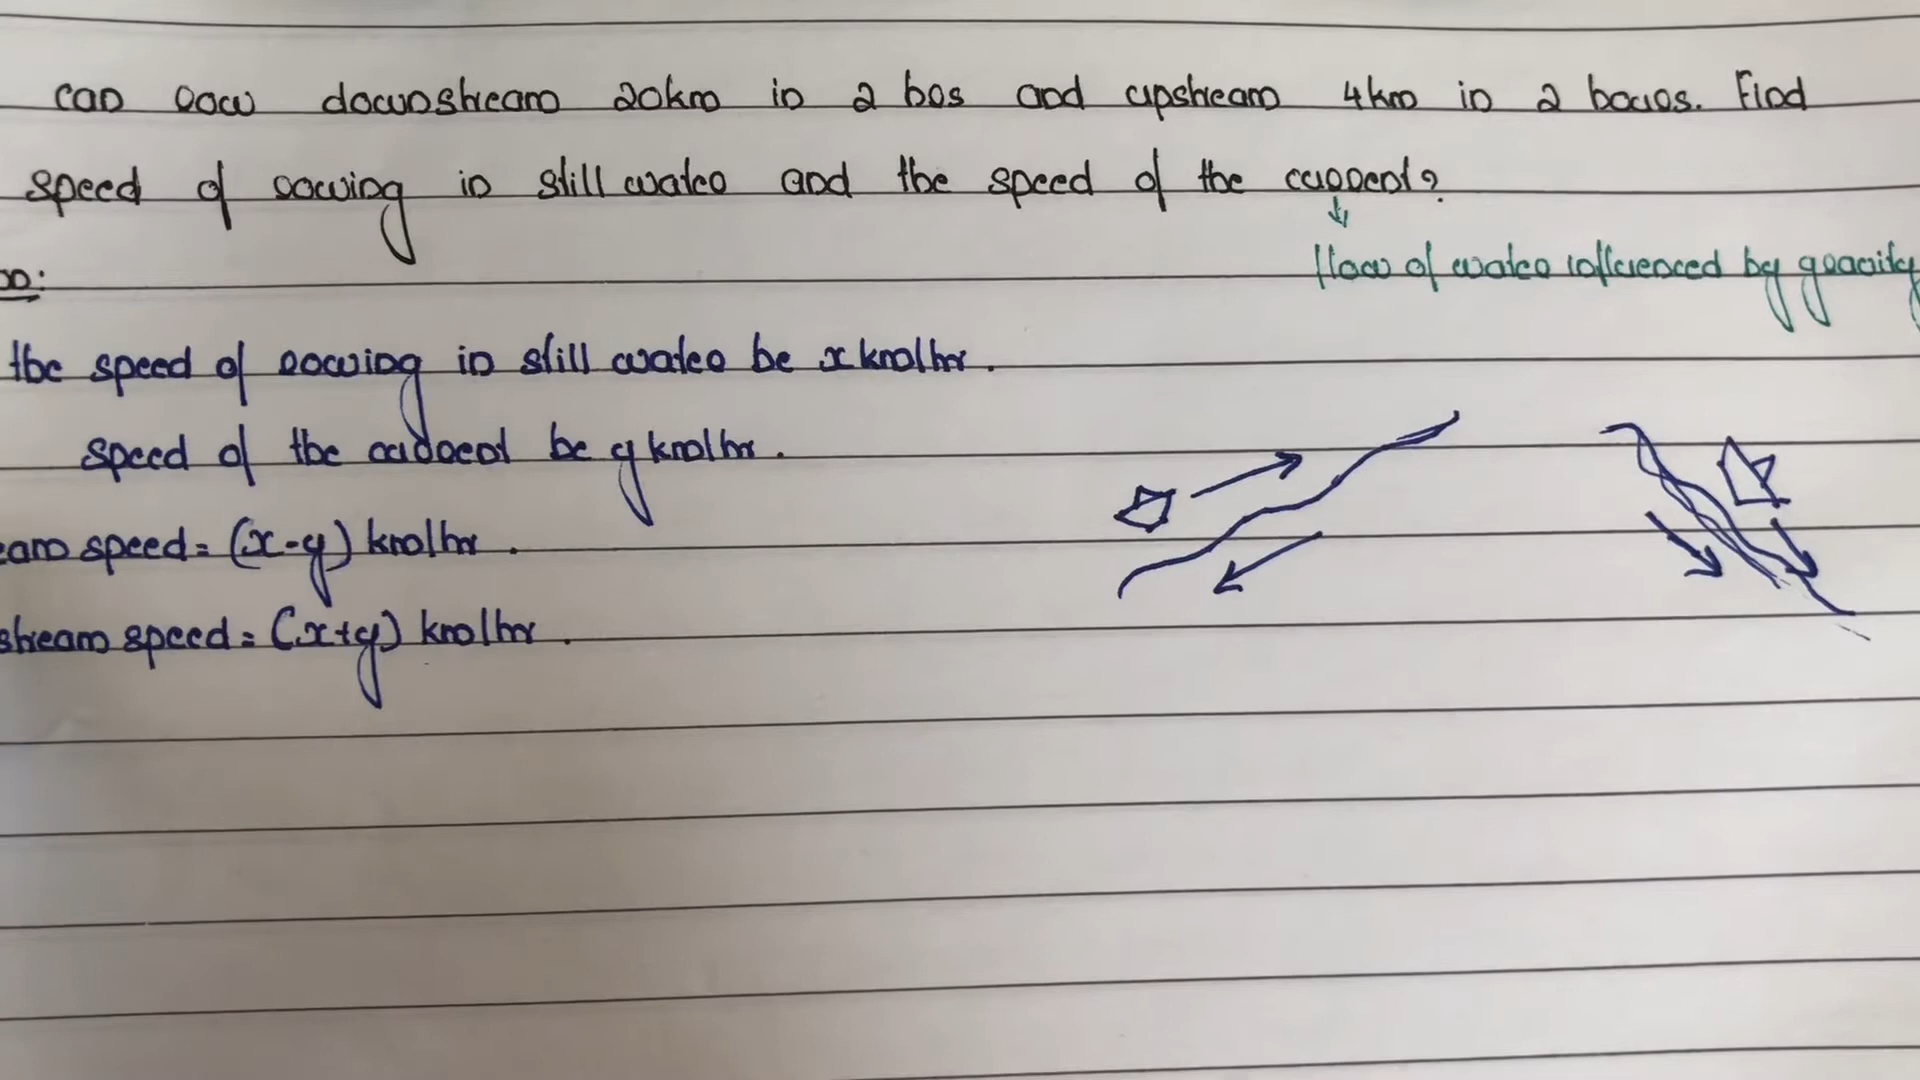 can row downstream 20km in 2 hrs and upstream 4km in 2 hours. Find
speed of rowing in still water and the speed of the current?
flow of water influenced by gravity
the speed of rowing in still water be x km/hr.
speed of the current be y km/hr.
eam speed = (x-y) km/hr.
stream speed = (x+y) km/hr.